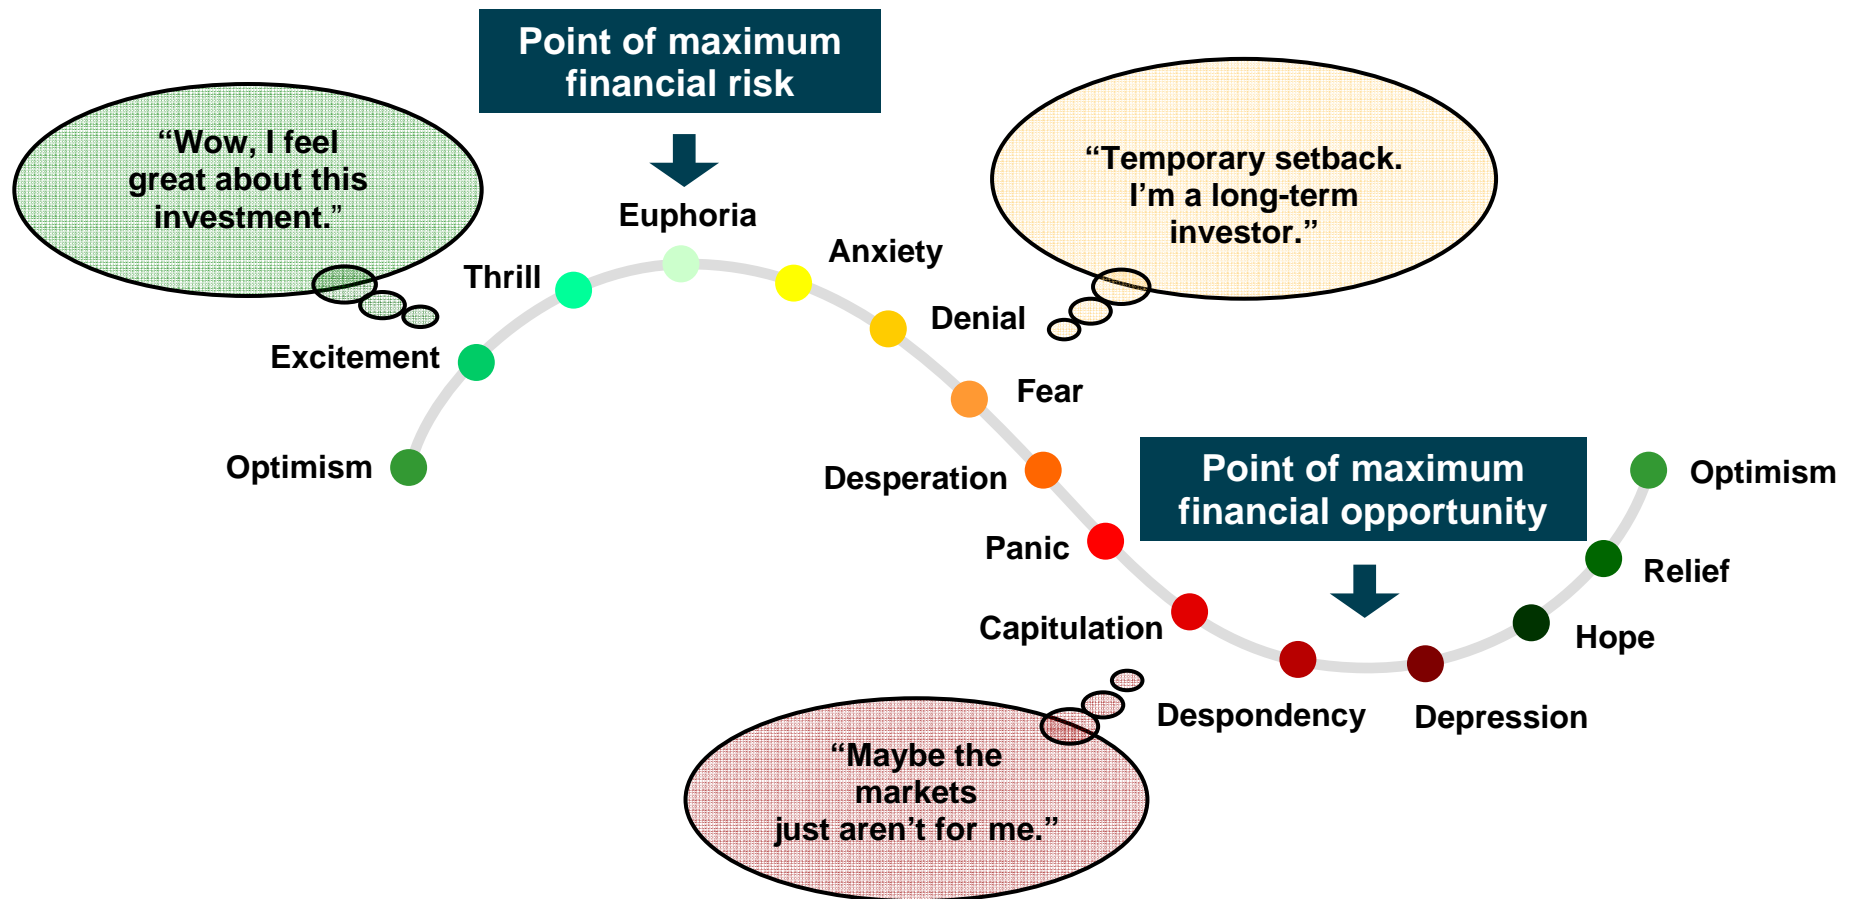 Point of maximum
financial risk
“Wow, I feel
great about this
investment.”
“Temporary setback.
I’m a long-term
investor.”
Euphoria
Thrill
Anxiety
Excitement
Denial
Optimism
Fear
Desperation
Point of maximum
financial opportunity
Optimism
Panic
Relief
Capitulation
Hope
Despondency
Depression
“Maybe the
markets
just aren’t for me.”